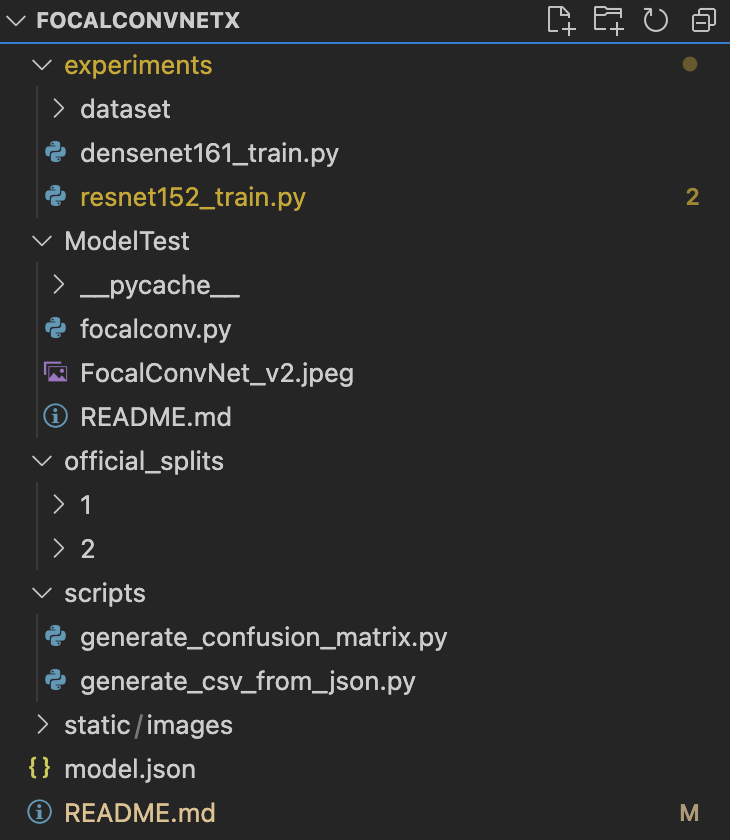 FOCALCONVNETX
experiments
dataset
densenet161_train.py
resnet152_train.py 2
ModelTest
__pycache__
focalconv.py
FocalConvNet_v2.jpeg
README.md
official_splits
1
2
scripts
generate_confusion_matrix.py
generate_csv_from_json.py
static/images
{} model.json
README.md M